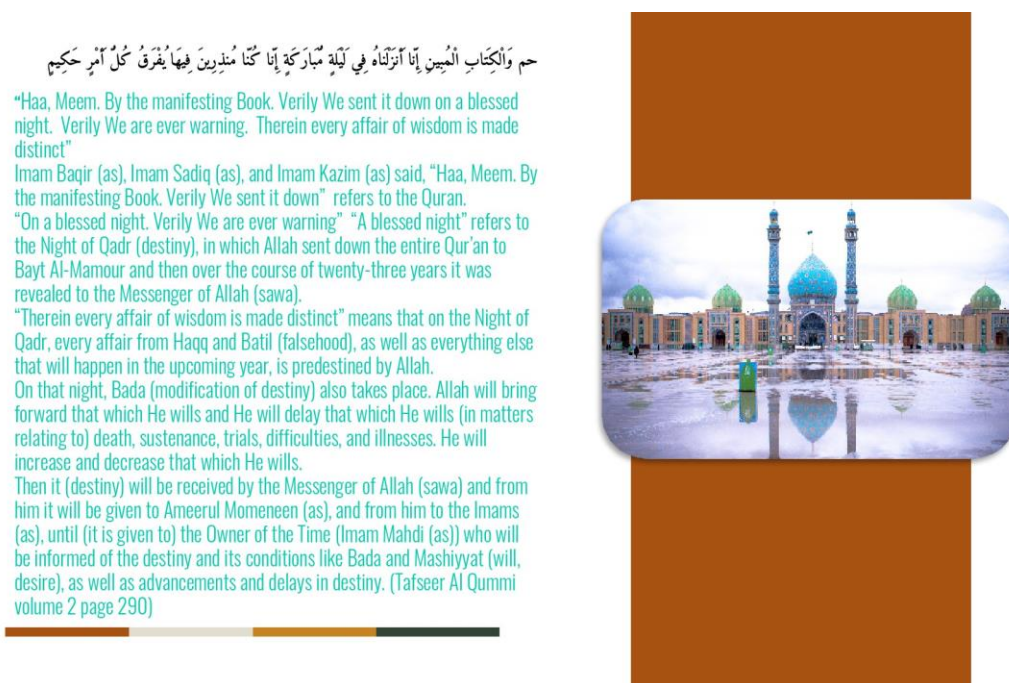 حم وَالْكِتَابِ الْمُبِينِ إِنَّا أَنزَلْنَاهُ فِي لَيْلَةٍ مُّبَارَكَةٍ إِنَّا كُنَّا مُنذِرِينَ فِيهَا يُفْرَقُ كُلُّ أَمْرٍ حَكِيمٍ
“Haa, Meem. By the manifesting Book. Verily We sent it down on a blessed
night.  Verily We are ever warning.  Therein every affair of wisdom is made
distinct”
Imam Baqir (as), Imam Sadiq (as), and Imam Kazim (as) said, “Haa, Meem. By
the manifesting Book. Verily We sent it down”  refers to the Quran.
“On a blessed night. Verily We are ever warning”  “A blessed night” refers to
the Night of Qadr (destiny), in which Allah sent down the entire Qur’an to
Bayt Al-Mamour and then over the course of twenty-three years it was
revealed to the Messenger of Allah (sawa).
“Therein every affair of wisdom is made distinct” means that on the Night of
Qadr, every affair from Haqq and Batil (falsehood), as well as everything else
that will happen in the upcoming year, is predestined by Allah.
On that night, Bada (modification of destiny) also takes place. Allah will bring
forward that which He wills and He will delay that which He wills (in matters
relating to) death, sustenance, trials, difficulties, and illnesses. He will
increase and decrease that which He wills.
Then it (destiny) will be received by the Messenger of Allah (sawa) and from
him it will be given to Ameerul Momeneen (as), and from him to the Imams
(as), until (it is given to) the Owner of the Time (Imam Mahdi (as)) who will
be informed of the destiny and its conditions like Bada and Mashiyyat (will,
desire), as well as advancements and delays in destiny. (Tafseer Al Qummi
volume 2 page 290)